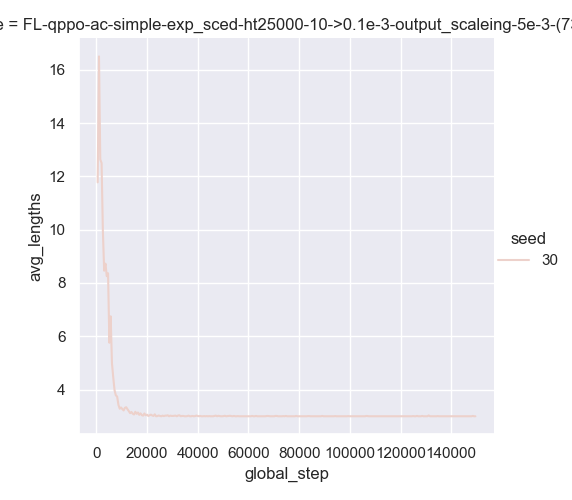 e = FL-qppo-ac-simple-exp_sced-ht25000-10->0.1e-3-output_scaleing-5e-3-(73
16
14
12
10
8
6
4
avg_lengths
0 20000 40000 60000 80000 100000 120000 140000
global_step
seed
30